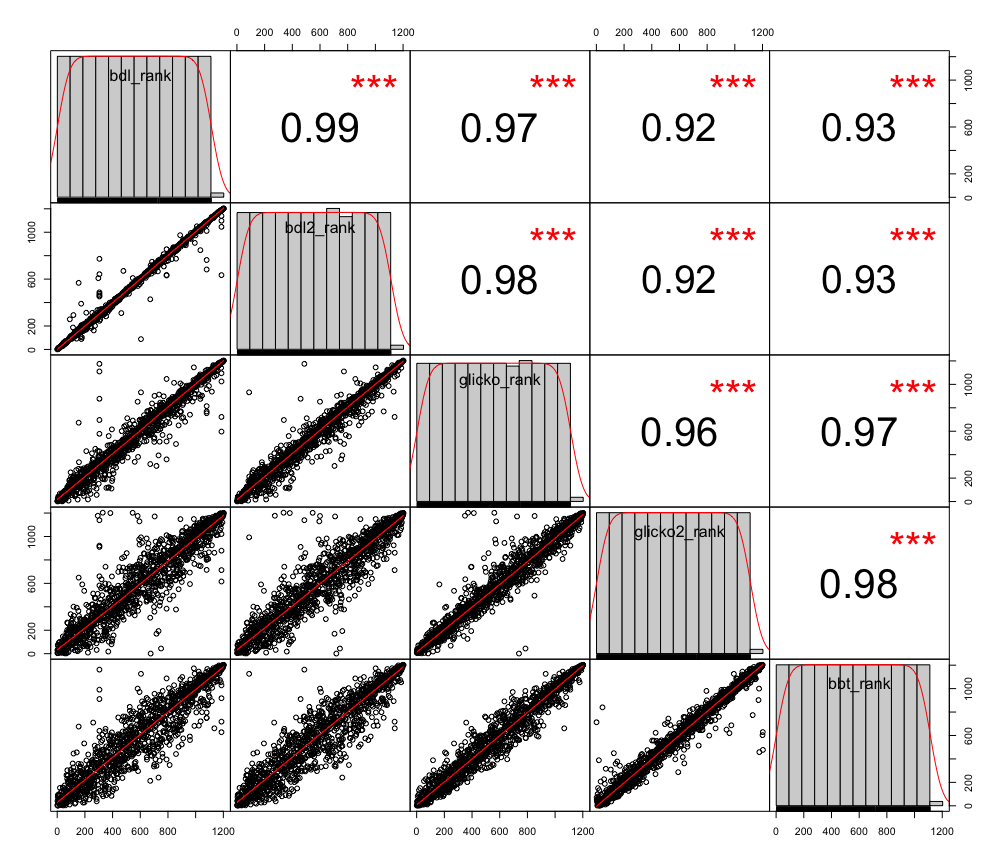 0 200 400 600 800 1200 0 200 400 600 800 1200
bdl_rank *** *** *** ***
0.99 0.97 0.92 0.93 0 200 600 1000
0 200 600 1000 bdl2_rank *** *** ***
0.98 0.92 0.93
glicko_rank *** ***
0.96 0.97 0 200 600 1000
0 200 600 1000 glicko2_rank ***
0.98
bbt_rank
0 200 600 1000
0 200 400 600 800 1200 0 200 400 600 800 1200 0 200 400 600 800 1200